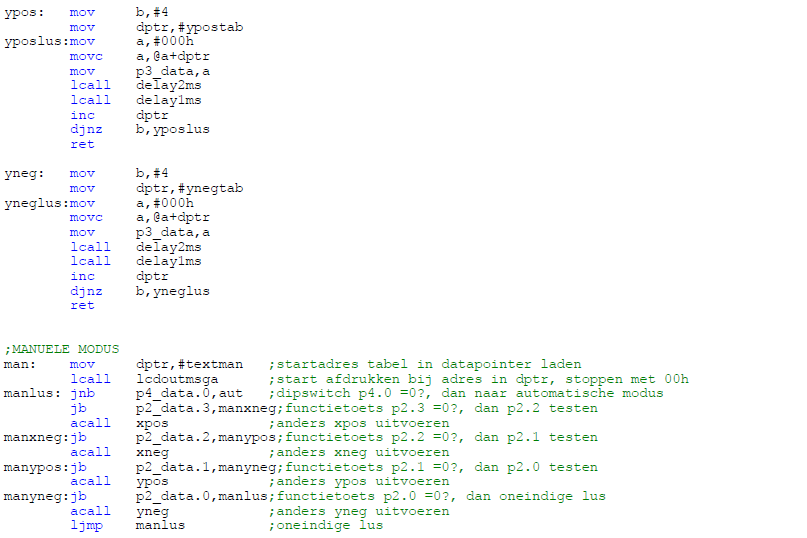 ypos:   mov     b,#4
        mov     dptr,#ypostab
yposlus:mov     a,#000h
        movc    a,@a+dptr
        mov     p3_data,a
        lcall   delay2ms
        lcall   delay1ms
        inc     dptr
        djnz    b,yposlus
        ret
yneg:   mov     b,#4
        mov     dptr,#ynegtab
yneglus:mov     a,#000h
        movc    a,@a+dptr
        mov     p3_data,a
        lcall   delay2ms
        lcall   delay1ms
        inc     dptr
        djnz    b,yneglus
        ret
;MANUELE MODUS
man:    mov     dptr,#textman   ;startadres tabel in datapointer laden
        lcall   lcdoutmsga      ;start afdrukken bij adres in dptr, stoppen met 00h
manlus: jnb     p4_data.0,aut   ;dipswitch p4.0 =0?, dan naar automatische modus
        jb      p2_data.3,manxneg;functietoets p2.3 =0?, dan p2.2 testen
        acall   xpos            ;anders xpos uitvoeren
manxneg:jb      p2_data.2,manypos;functietoets p2.2 =0?, dan p2.1 testen
        acall   xneg            ;anders xneg uitvoeren
manypos:jb      p2_data.1,manyneg;functietoets p2.1 =0?, dan p2.0 testen
        acall   ypos            ;anders ypos uitvoeren
manyneg:jb      p2_data.0,manlus;functietoets p2.0 =0?, dan oneindige lus
        acall   yneg            ;anders yneg uitvoeren
        ljmp    manlus          ;oneindige lus